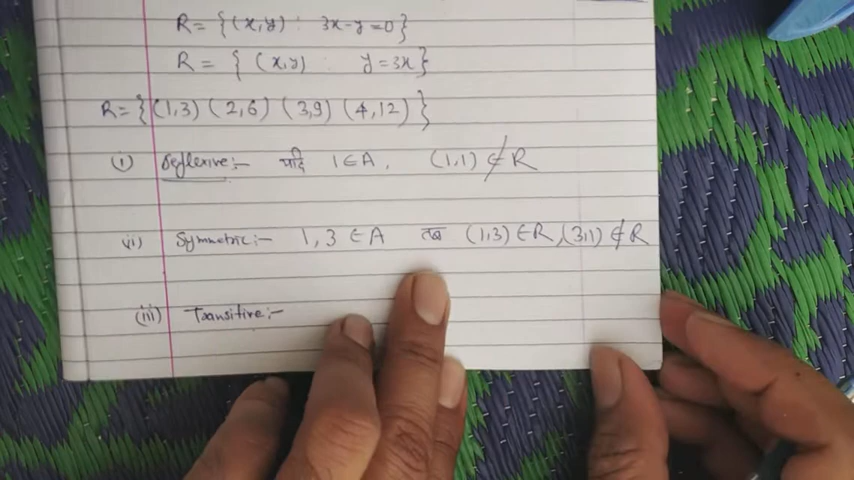 R = {(x,y) : 3x-y=0}
R = { (x,y) : y=3x}
R = {(1,3) (2,6) (3,9) (4,12) }
(i) Reflexive:- यदि 1∈A, (1,1) ∉ R
(ii) Symmetric:- 1,3 ∈ A तब (1,3) ∈ R, (3,1) ∉ R
(iii) Transitive:-